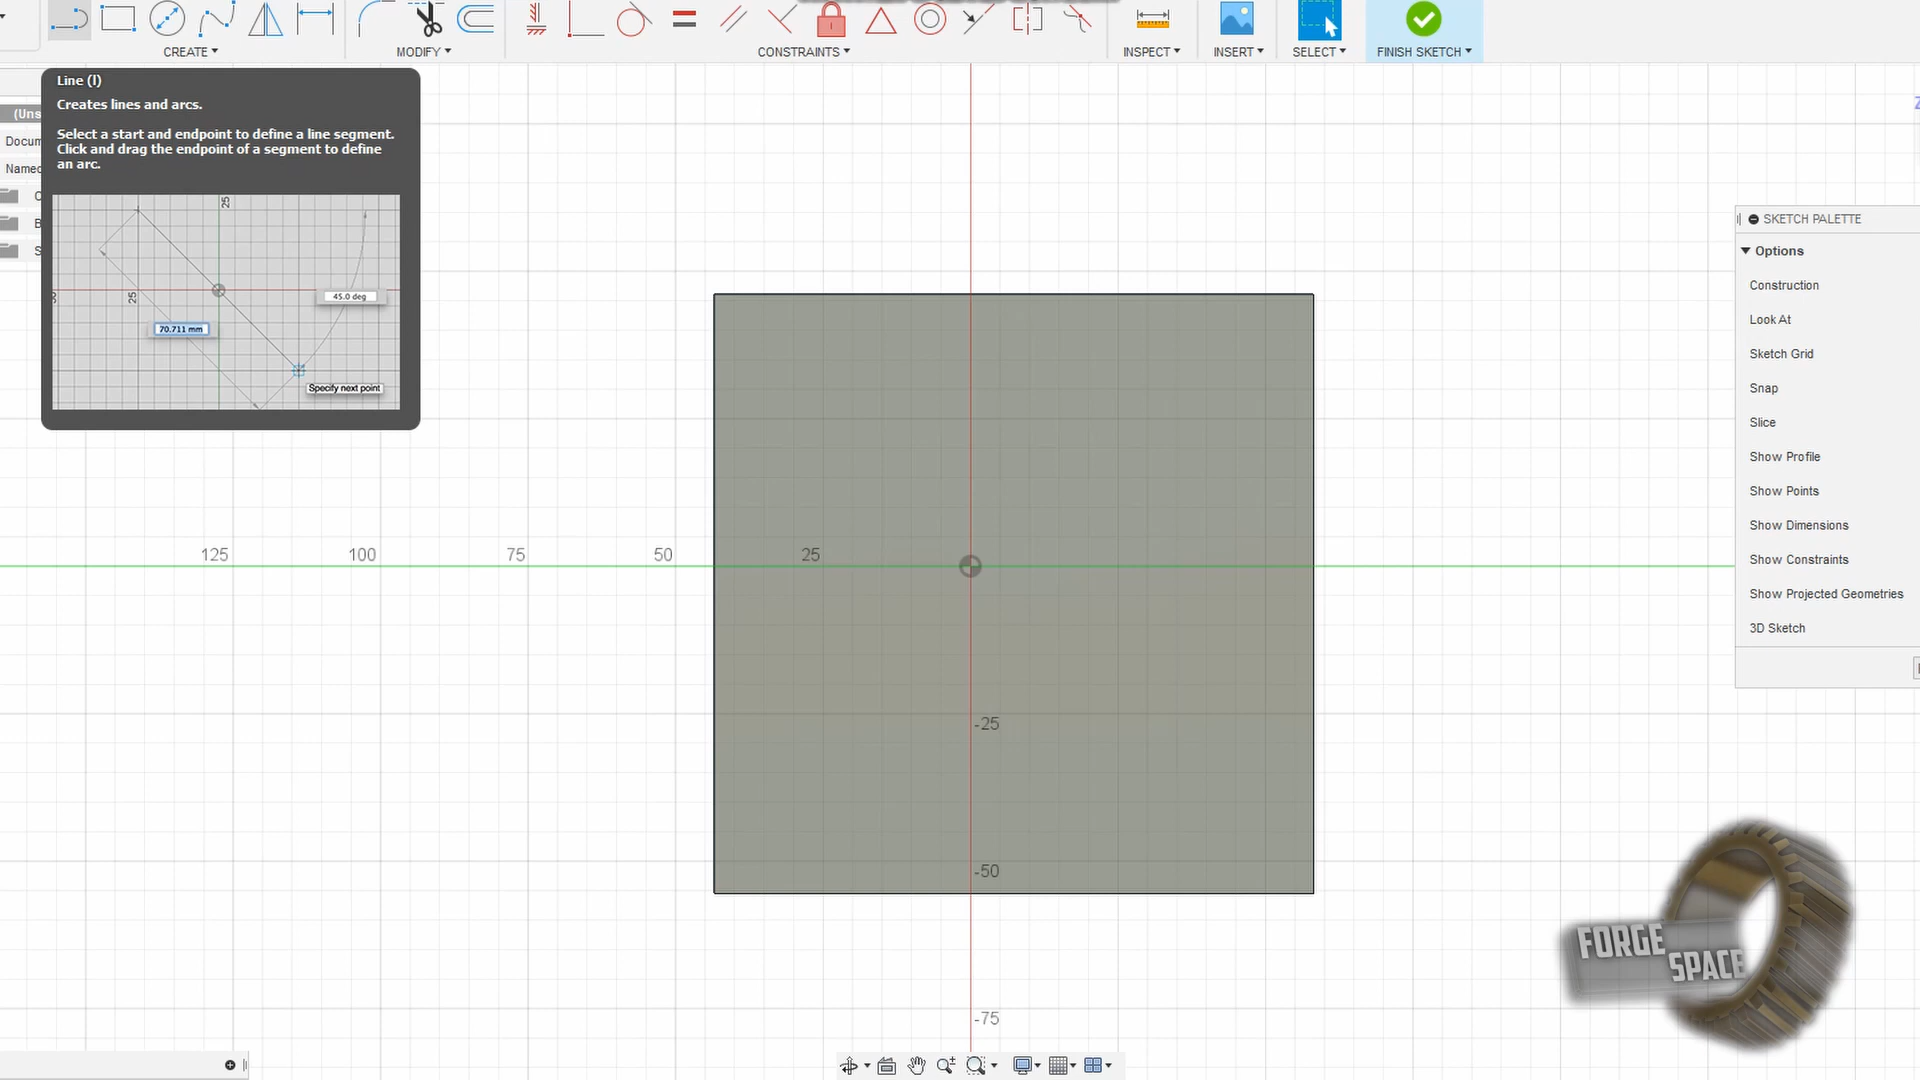 CREATE
MODIFY
CONSTRAINTS
INSPECT
INSERT
SELECT
FINISH SKETCH
Line (l)
Creates lines and arcs.
Select a start and endpoint to define a line segment.
Click and drag the endpoint of a segment to define
an arc.
25
25
45.0 deg
70.711 mm
Specify next point
(Uns
Docum
Named
O
B
S
125
100
75
50
25
-25
-50
-75
SKETCH PALETTE
Options
Construction
Look At
Sketch Grid
Snap
Slice
Show Profile
Show Points
Show Dimensions
Show Constraints
Show Projected Geometries
3D Sketch
FORGE
SPACE